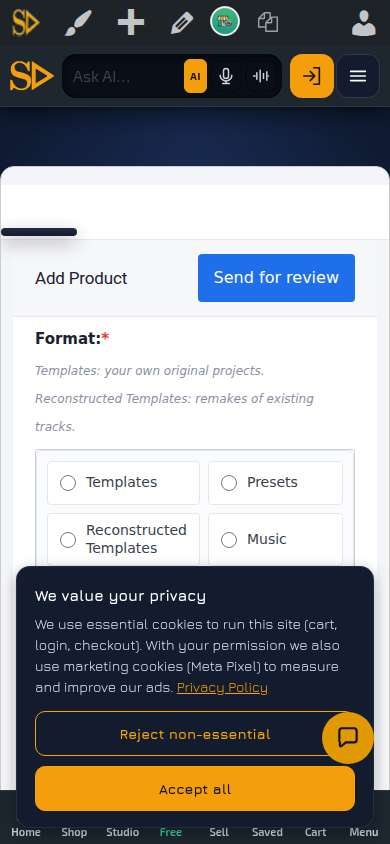 SD
Ask AI...
AI
Add Product
Send for review
Format:*
Templates: your own original projects.
Reconstructed Templates: remakes of existing
tracks.
Templates
Presets
Reconstructed
Templates
Music
We value your privacy
We use essential cookies to run this site (cart,
login, checkout). With your permission we also
use marketing cookies (Meta Pixel) to measure
and improve our ads. Privacy Policy
Reject non-essential
Accept all
Home Shop Studio Free Sell Saved Cart Menu